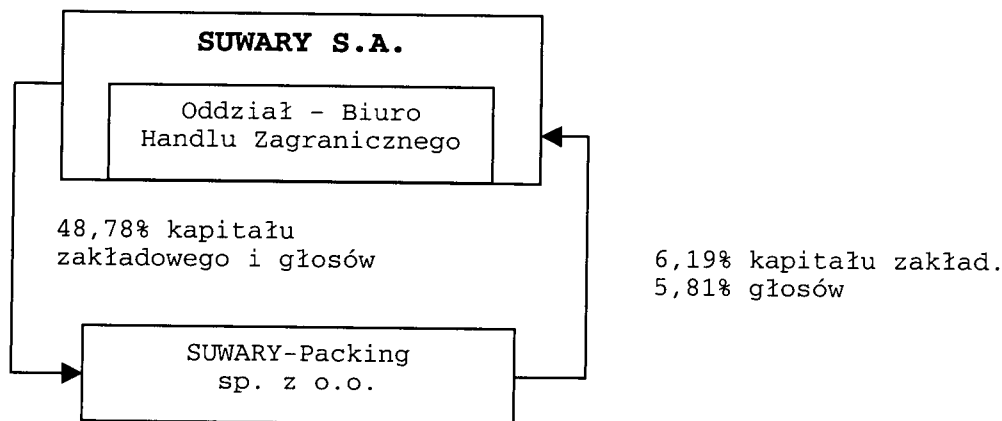 SUWARY S.A.
Oddział - Biuro
Handlu Zagranicznego
48,78% kapitału
zakładowego i głosów
6,19% kapitału zakład.
5,81% głosów
SUWARY-Packing
sp. z o.o.